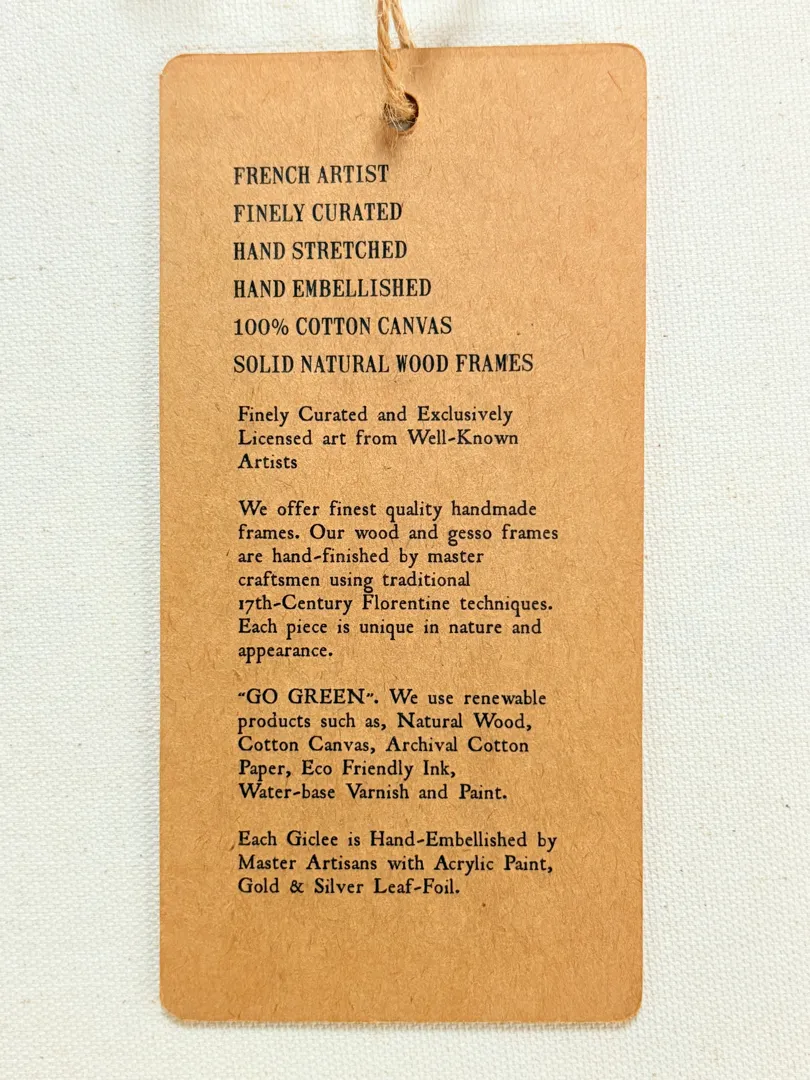 FRENCH ARTIST
FINELY CURATED
HAND STRETCHED
HAND EMBELLISHED
100% COTTON CANVAS
SOLID NATURAL WOOD FRAMES
Finely Curated and Exclusively
Licensed art from Well-Known
Artists
We offer finest quality handmade
frames. Our wood and gesso frames
are hand-finished by master
craftsmen using traditional
17th-Century Florentine techniques.
Each piece is unique in nature and
appearance.
"GO GREEN". We use renewable
products such as, Natural Wood,
Cotton Canvas, Archival Cotton
Paper, Eco Friendly Ink,
Water-base Varnish and Paint.
Each Giclee is Hand-Embellished by
Master Artisans with Acrylic Paint,
Gold & Silver Leaf-Foil.